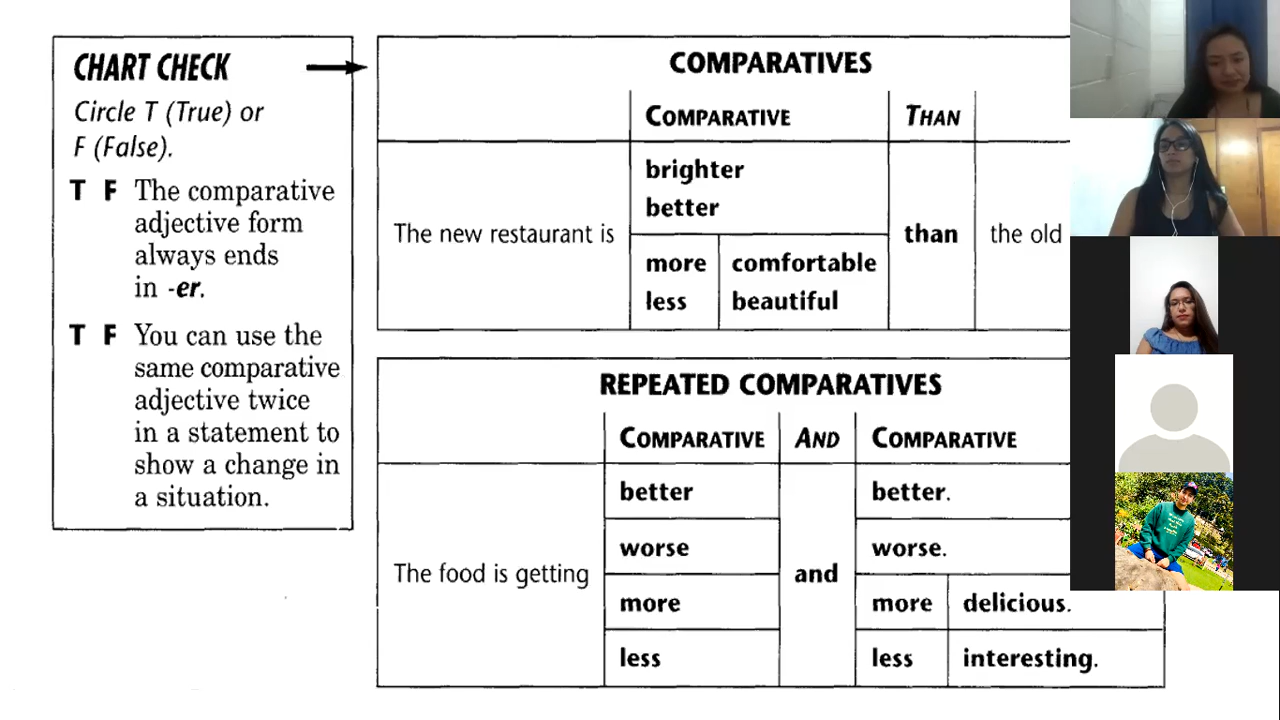 CHART CHECK
Circle T (True) or
F (False).
T F The comparative
adjective form
always ends
in -er.
T F You can use the
same comparative
adjective twice
in a statement to
show a change in
a situation.
COMPARATIVES
COMPARATIVE THAN
brighter
better
The new restaurant is than the old
more comfortable
less beautiful
REPEATED COMPARATIVES
COMPARATIVE AND COMPARATIVE
better better.
worse worse.
The food is getting and
more more delicious.
less less interesting.